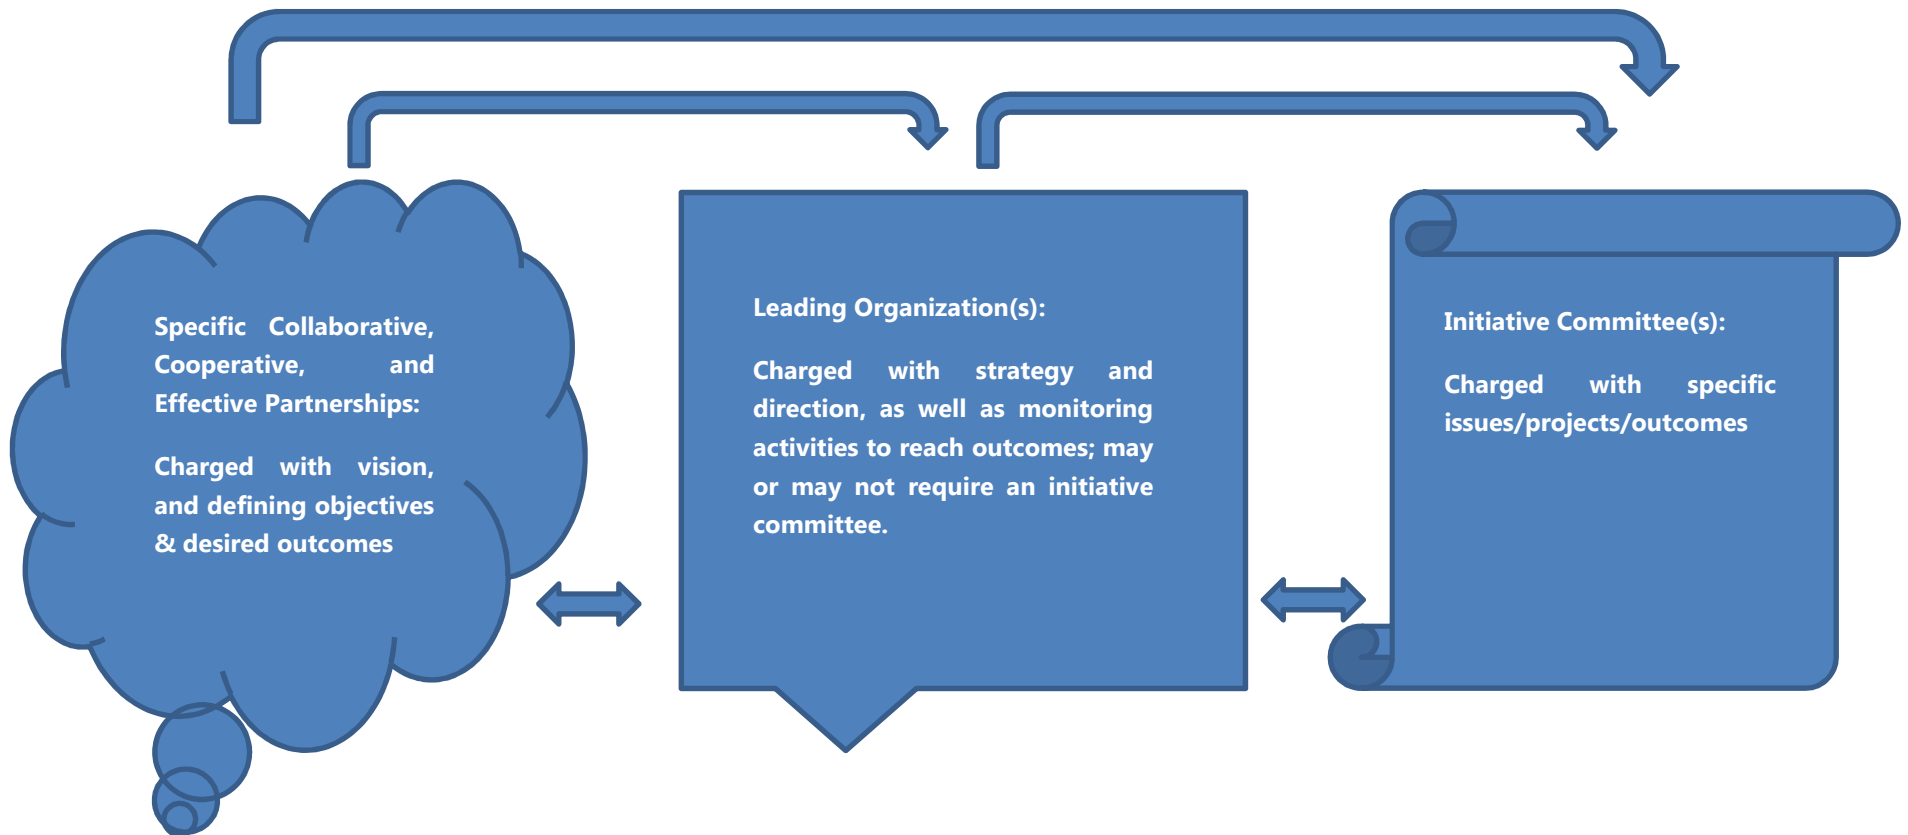 Specific Collaborative,
Cooperative, and
Effective Partnerships:
Charged with vision,
and defining objectives
& desired outcomes
Leading Organization(s):
Charged with strategy and
direction, as well as monitoring
activities to reach outcomes; may
or may not require an initiative
committee.
Initiative Committee(s):
Charged with specific
issues/projects/outcomes